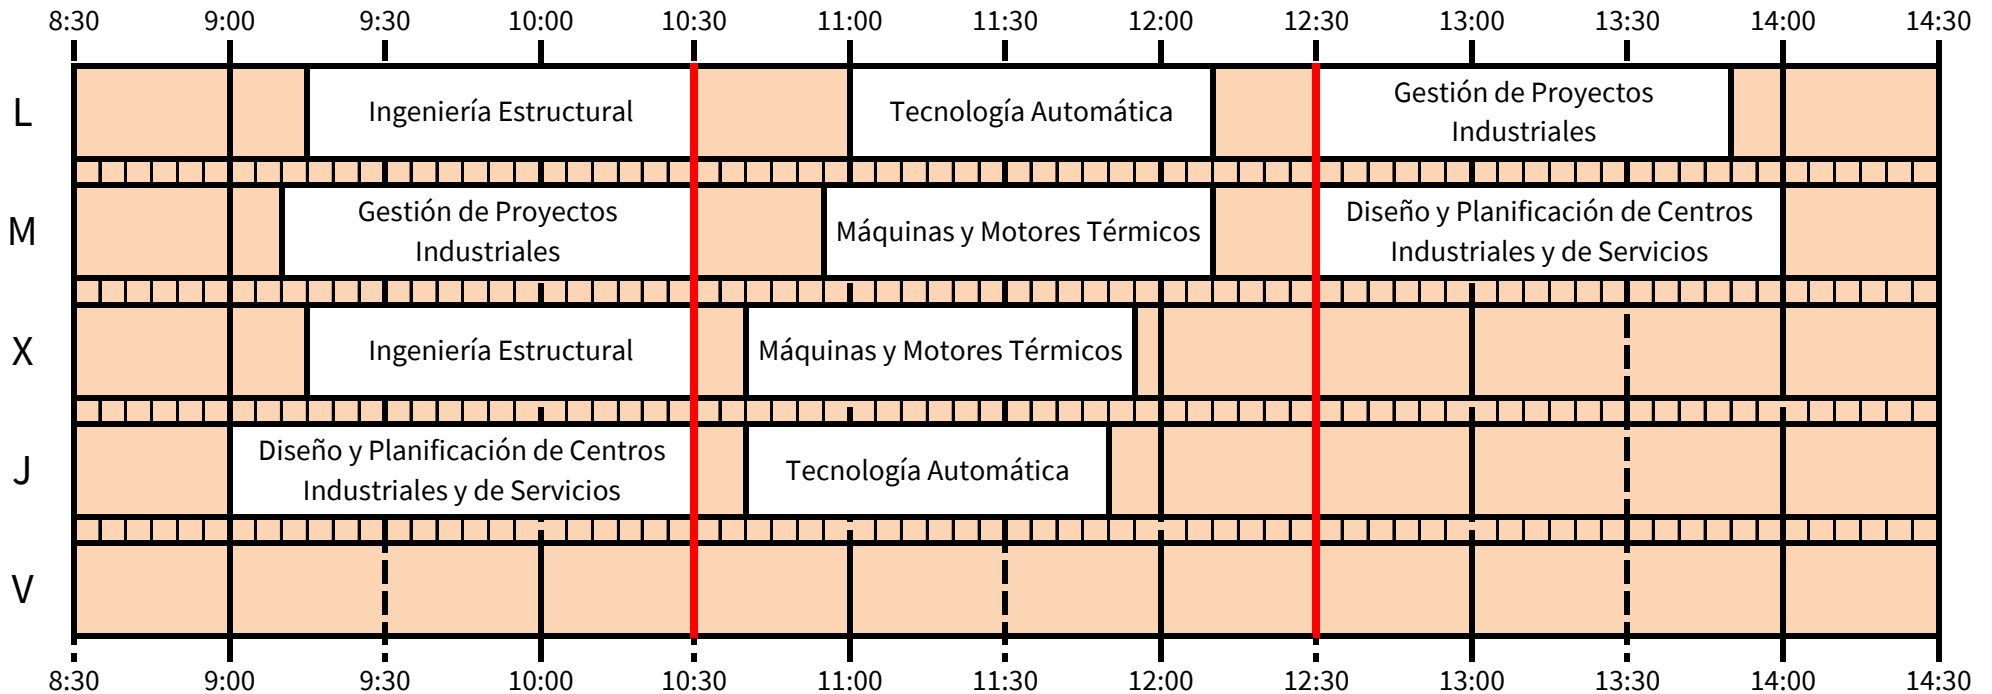 8:30 9:00 9:30 10:00 10:30 11:00 11:30 12:00 12:30 13:00 13:30 14:00 14:30
L
Ingeniería Estructural
Tecnología Automática
Gestión de Proyectos
Industriales
M
Gestión de Proyectos
Industriales
Máquinas y Motores Térmicos
Diseño y Planificación de Centros
Industriales y de Servicios
X
Ingeniería Estructural
Máquinas y Motores Térmicos
J
Diseño y Planificación de Centros
Industriales y de Servicios
Tecnología Automática
V
8:30 9:00 9:30 10:00 10:30 11:00 11:30 12:00 12:30 13:00 13:30 14:00 14:30